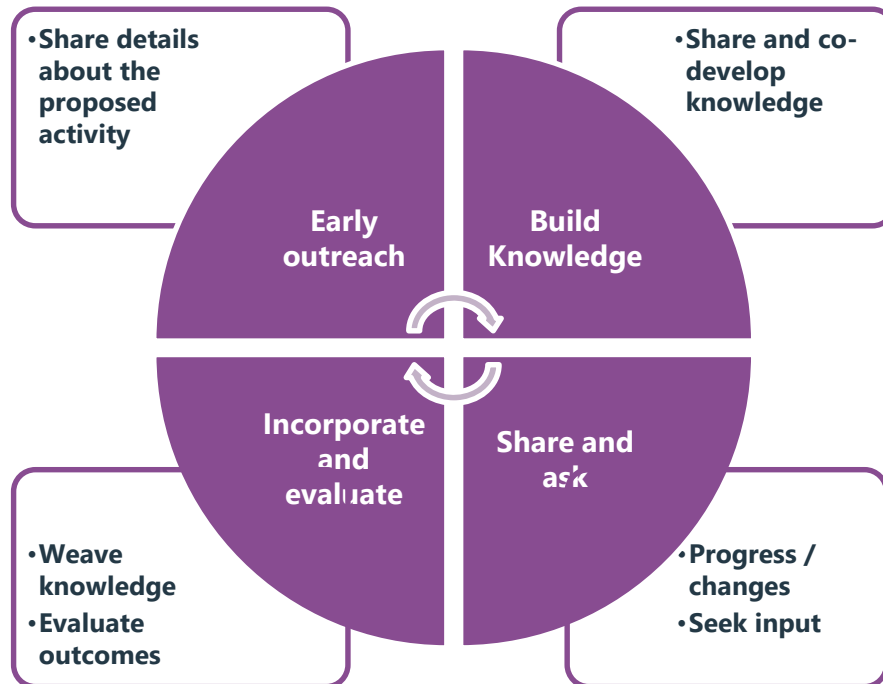 •Share details
about the
proposed
activity
•Share and co-
develop
knowledge
Early
outreach
Build
Knowledge
Incorporate
and
evaluate
Share and
ask
•Weave
knowledge
•Evaluate
outcomes
•Progress /
changes
•Seek input